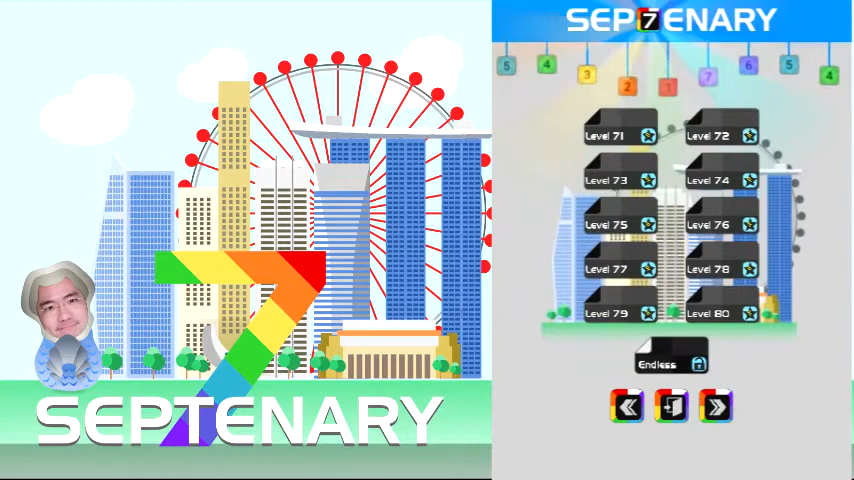 7
SEPTENARY
SEP7ENARY
5 4 3 2 1 7 6 5 4
Level 71 Level 72
Level 73 Level 74
Level 75 Level 76
Level 77 Level 78
Level 79 Level 80
Endless